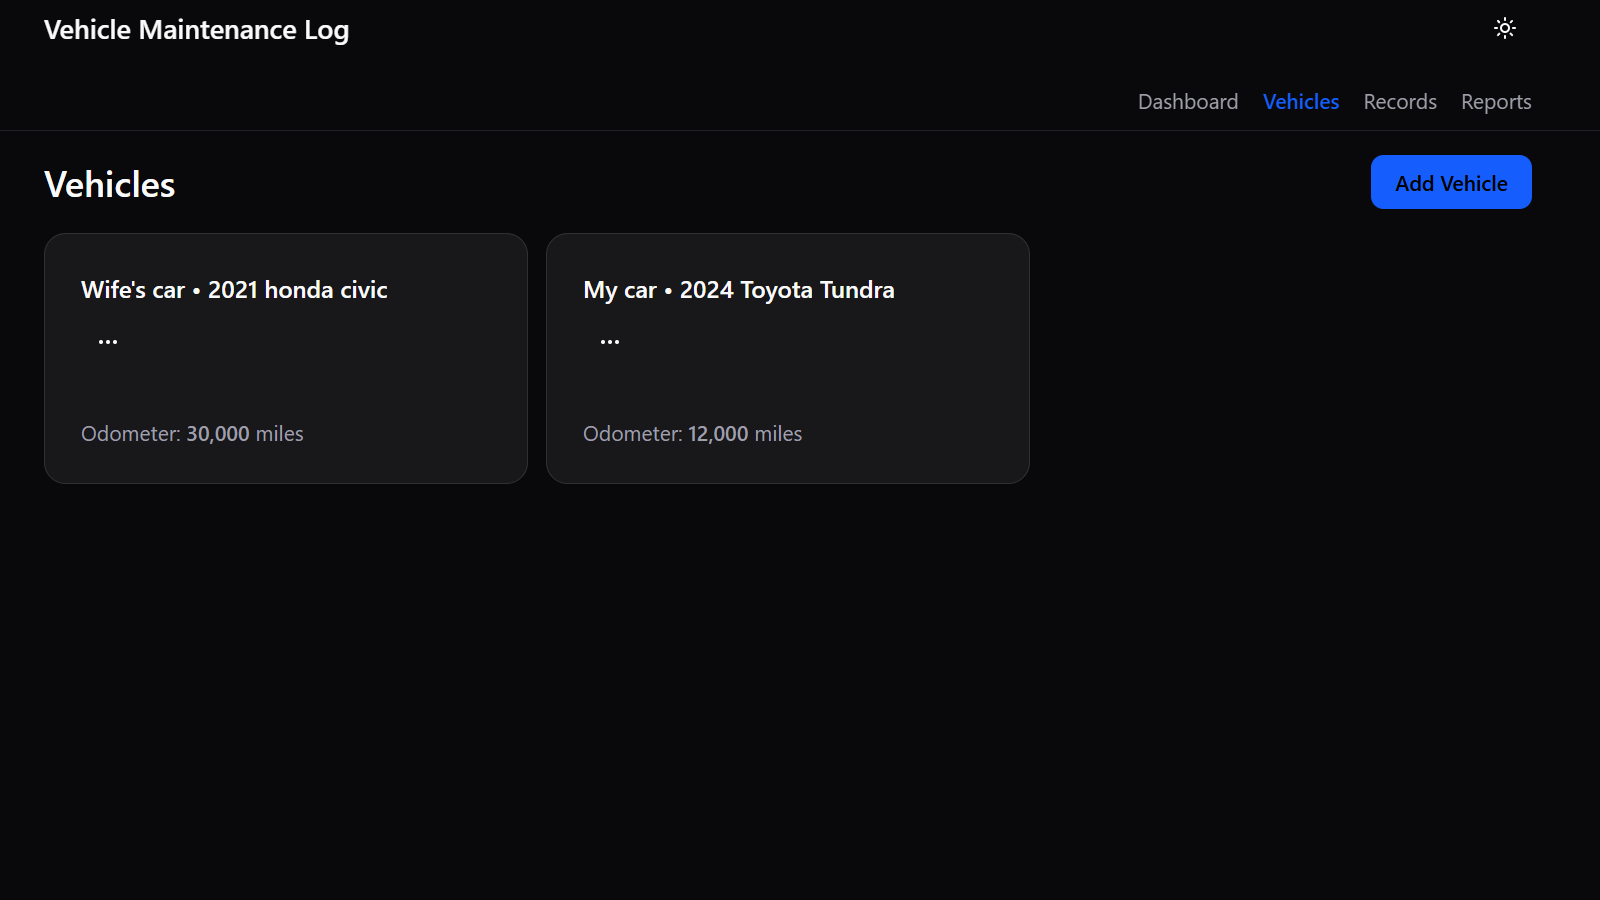 Vehicle Maintenance Log
Dashboard Vehicles Records Reports
Vehicles
Add Vehicle
Wife's car • 2021 honda civic
...
Odometer: 30,000 miles
My car • 2024 Toyota Tundra
...
Odometer: 12,000 miles